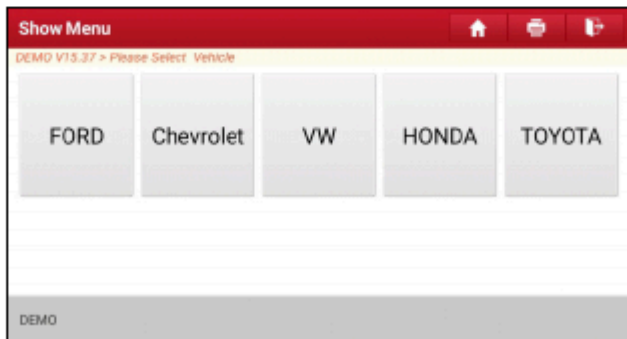 Show Menu
DEMO V15.37 > Please Select Vehicle
FORD Chevrolet VW HONDA TOYOTA
DEMO